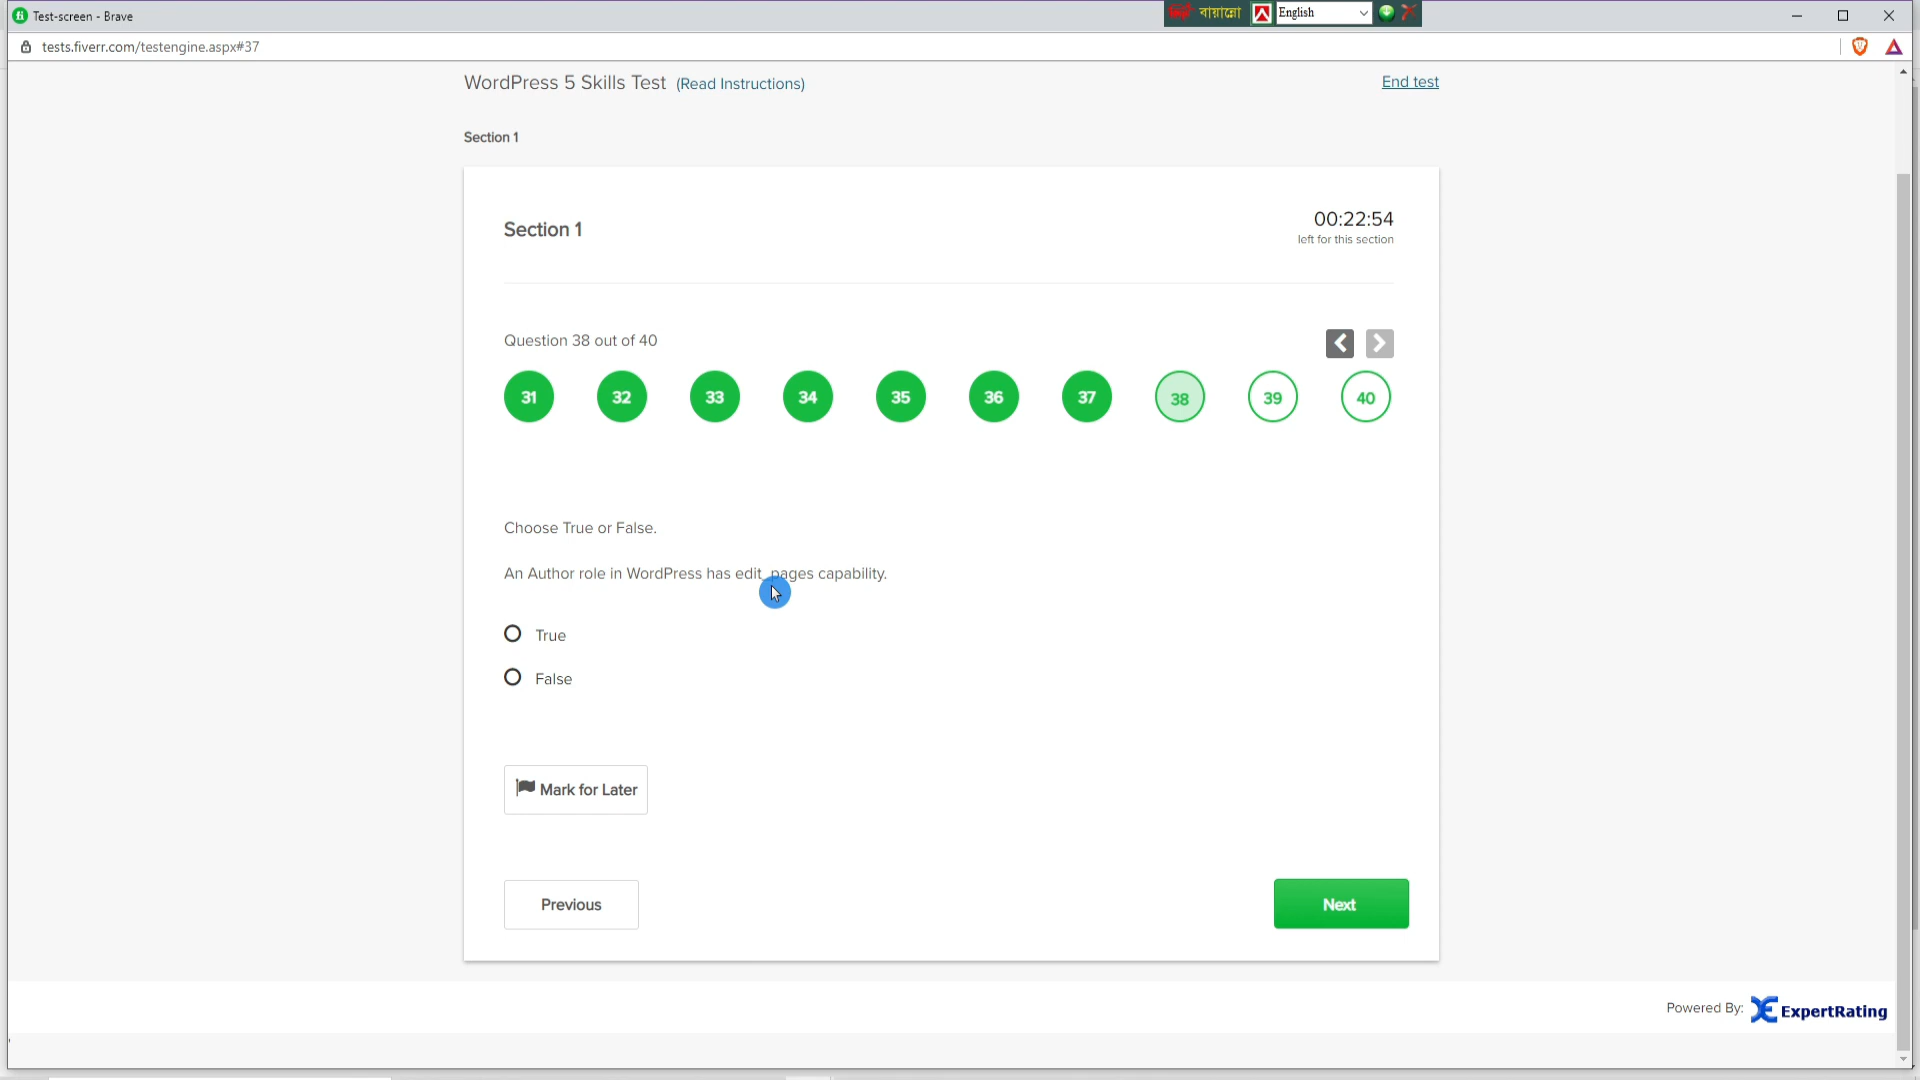 Test-screen - Brave
বায়ান্নো
English
tests.fiverr.com/testengine.aspx#37
WordPress 5 Skills Test (Read Instructions)
End test
Section 1
Section 1
00:22:54
left for this section
Question 38 out of 40
31 32 33 34 35 36 37 38 39 40
Choose True or False.
An Author role in WordPress has edit_pages capability.
True
False
Mark for Later
Previous
Next
Powered By: ExpertRating